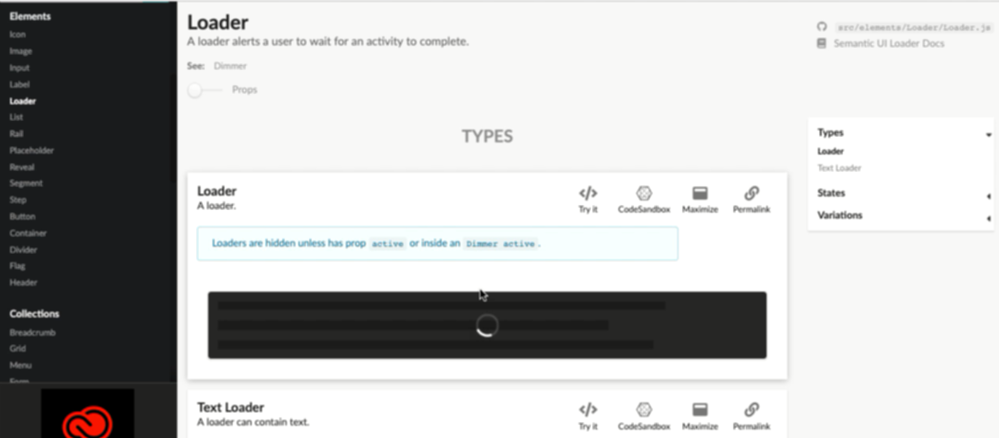 Elements
Icon
Image
Input
Label
Loader
List
Rail
Placeholder
Reveal
Segment
Step
Button
Container
Divider
Flag
Header
Collections
Breadcrumb
Grid
Menu
Form
Loader
A loader alerts a user to wait for an activity to complete.
See: Dimmer
Props
TYPES
Loader
A loader.
Try it CodeSandbox Maximize Permalink
Loaders are hidden unless has prop active or inside an Dimmer active.
Text Loader
A loader can contain text.
Try it CodeSandbox Maximize Permalink
src/elements/Loader/Loader.js
Semantic UI Loader Docs
Types
Loader
Text Loader
States
Variations